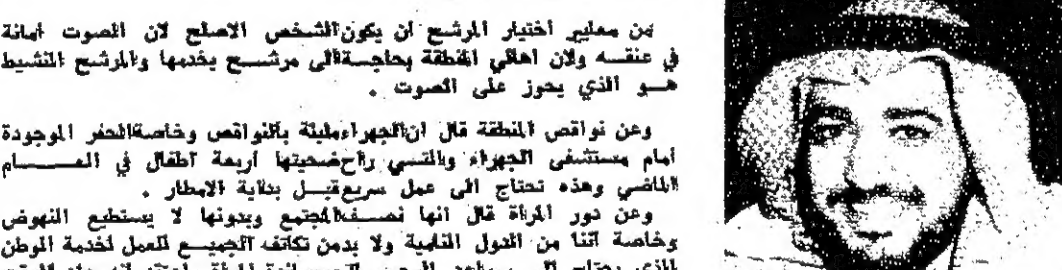 من معايير اختيار المرشح ان يكون الشخص الاصلح لان الصوت امانة
في عنقه ولان اهالي المنطقة بحاجة الى مرشح يخدمها والمرشح النشيط
هو الذي يحوز على الصوت .
وعن نواقص المنطقة قال ان الجهراء مليئة بالنواقص وخاصة الحفر الموجودة
أمام مستشفى الجهراء والتي راح ضحيتها اربعة اطفال في العام
الماضي وهذه تحتاج الى عمل سريع قبل بداية الامطار .
وعن دور المرأة قال انها نصف المجتمع وبدونها لا يستطيع النهوض
وخاصة اننا من الدول النامية ولا بد من تكاتف الجميع للعمل لخدمة الوطن